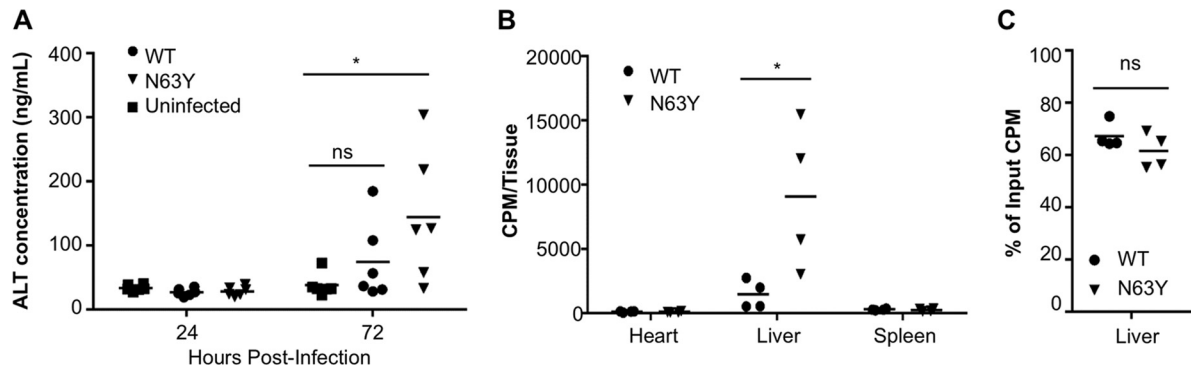 A
ALT concentration (ng/mL)
400
300
200
100
0
WT
N63Y
Uninfected
*
ns
24
72
Hours Post-Infection
B
CPM/Tissue
20000
15000
10000
5000
0
WT
N63Y
*
Heart
Liver
Spleen
C
% of Input CPM
100
80
60
40
20
0
ns
WT
N63Y
Liver